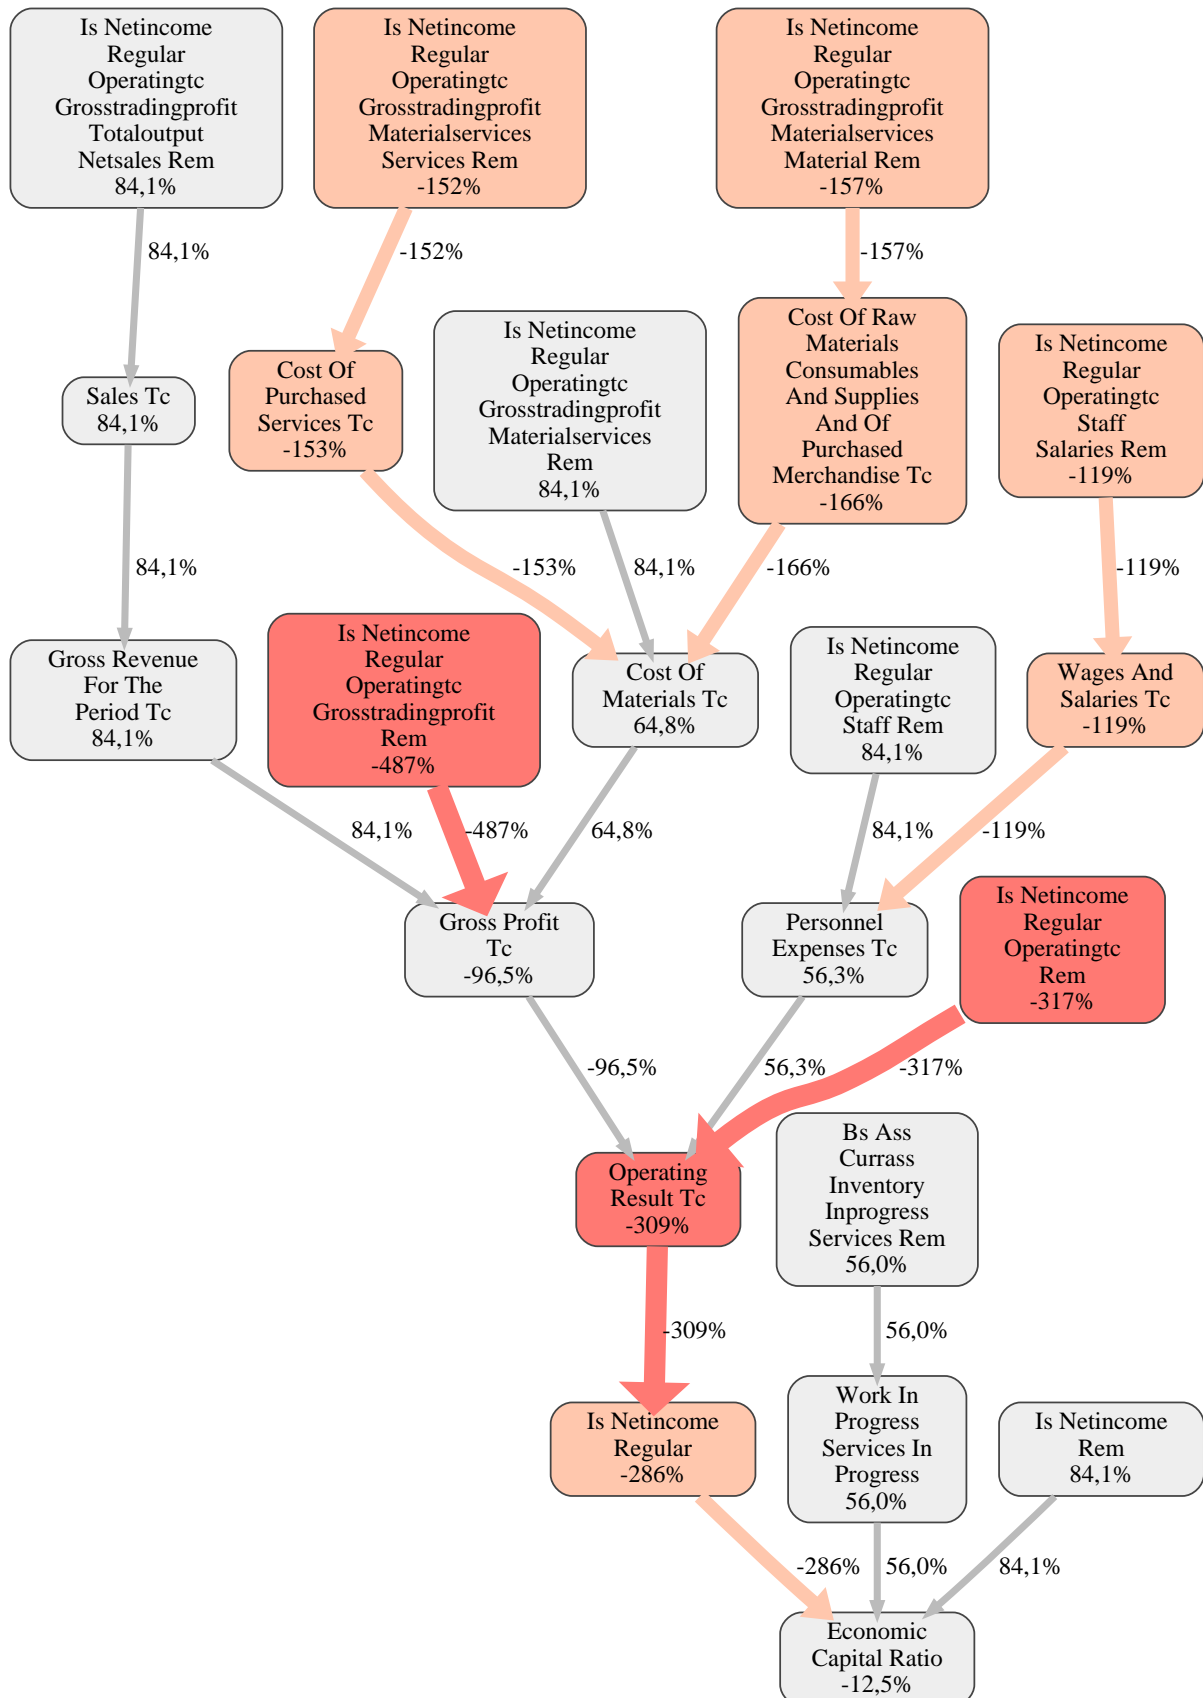 Is Netincome
Regular
Operatingtc
Grosstradingprofit
Totaloutput
Netsales Rem
84,1%
Is Netincome
Regular
Operatingtc
Grosstradingprofit
Materialservices
Services Rem
-152%
Is Netincome
Regular
Operatingtc
Grosstradingprofit
Materialservices
Material Rem
-157%
84,1%
-152%
-157%
Sales Tc
84,1%
Cost Of
Purchased
Services Tc
-153%
Is Netincome
Regular
Operatingtc
Grosstradingprofit
Materialservices
Rem
84,1%
Cost Of Raw
Materials
Consumables
And Supplies
And Of
Purchased
Merchandise Tc
-166%
Is Netincome
Regular
Operatingtc
Staff
Salaries Rem
-119%
84,1%
-153%
84,1%
-166%
-119%
Gross Revenue
For The
Period Tc
84,1%
Is Netincome
Regular
Operatingtc
Grosstradingprofit
Rem
-487%
Cost Of
Materials Tc
64,8%
Is Netincome
Regular
Operatingtc
Staff Rem
84,1%
Wages And
Salaries Tc
-119%
84,1%
-487%
64,8%
84,1%
-119%
Gross Profit
Tc
-96,5%
Personnel
Expenses Tc
56,3%
Is Netincome
Regular
Operatingtc
Rem
-317%
-96,5%
56,3%
-317%
Operating
Result Tc
-309%
Bs Ass
Currass
Inventory
Inprogress
Services Rem
56,0%
-309%
56,0%
Is Netincome
Regular
-286%
Work In
Progress
Services In
Progress
56,0%
Is Netincome
Rem
84,1%
-286%
56,0%
84,1%
Economic
Capital Ratio
-12,5%